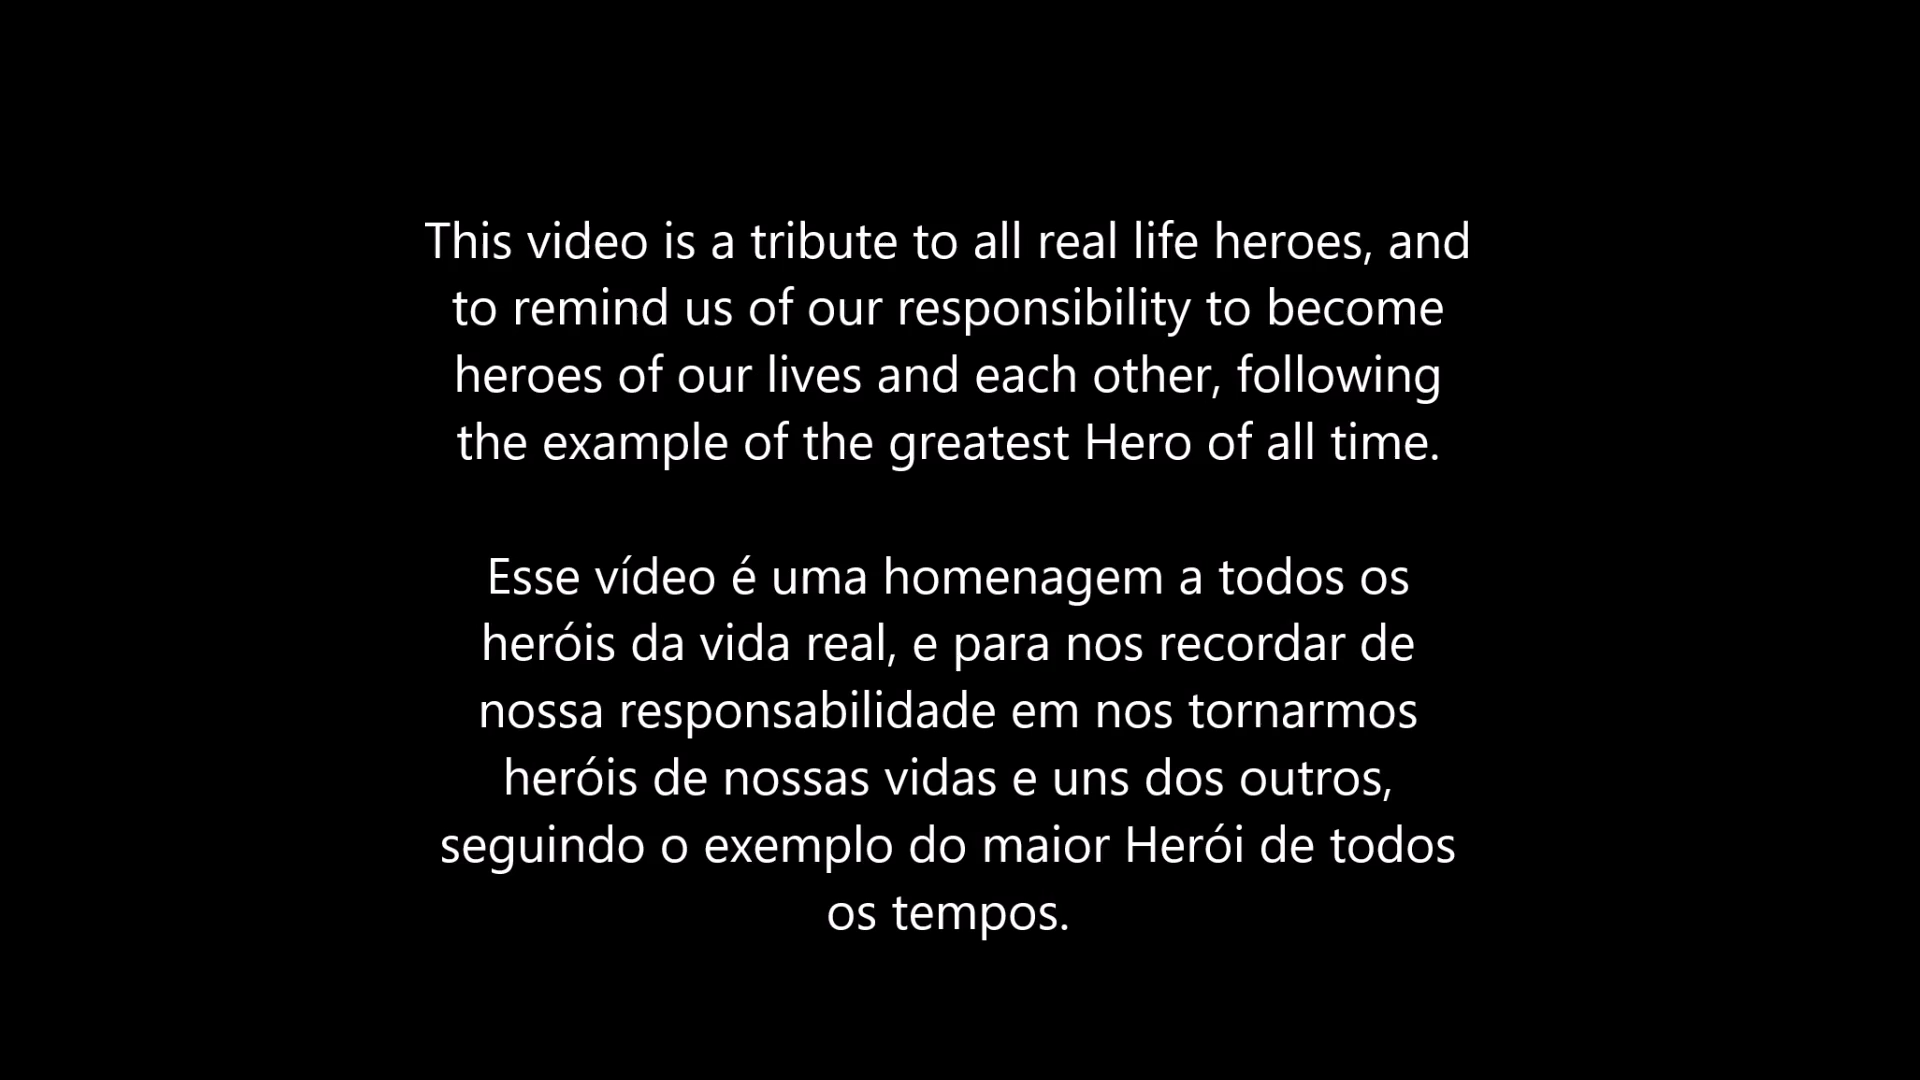 This video is a tribute to all real life heroes, and
to remind us of our responsibility to become
heroes of our lives and each other, following
the example of the greatest Hero of all time.
Esse vídeo é uma homenagem a todos os
heróis da vida real, e para nos recordar de
nossa responsabilidade em nos tornarmos
heróis de nossas vidas e uns dos outros,
seguindo o exemplo do maior Herói de todos
os tempos.